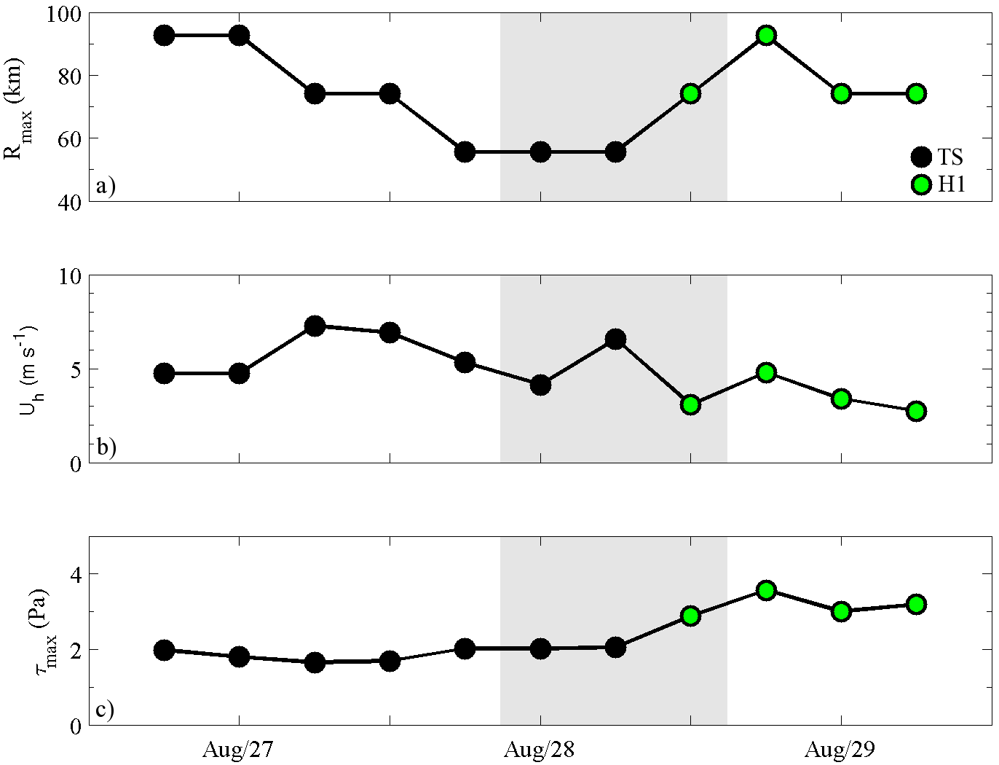 100
80
60
40
R_max (km)
a)
TS
H1
10
5
0
U_h (m s^-1)
b)
4
2
0
τ_max (Pa)
c)
Aug/27 Aug/28 Aug/29